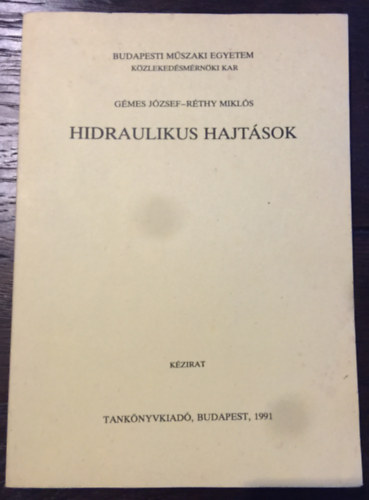 BUDAPESTI MŰSZAKI EGYETEM
KÖZLEKEDÉSMÉRNÖKI KAR
GÉMES JÓZSEF–RÉTHY MIKLÓS
HIDRAULIKUS HAJTÁSOK
KÉZIRAT
TANKÖNYVKIADÓ, BUDAPEST, 1991